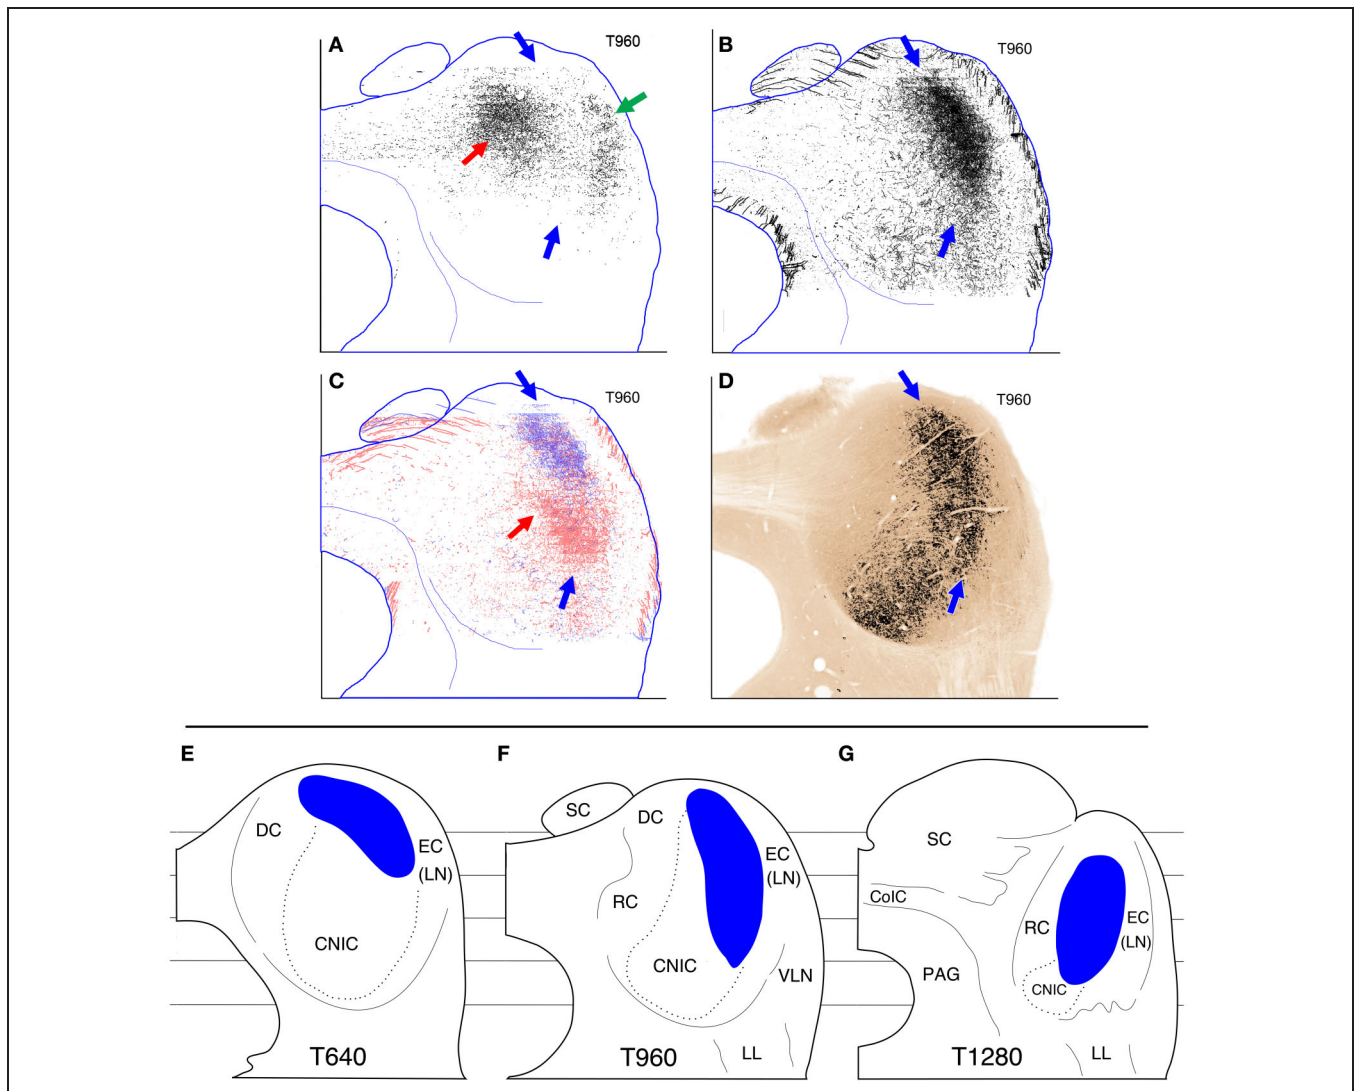 A T960
B T960
C T960
D T960
E F G
SC
DC DC
EC EC SC
(LN) (LN)
ColC
RC RC EC
(LN)
CNIC CNIC VLN PAG CNIC
T640 T960 LL T1280 LL